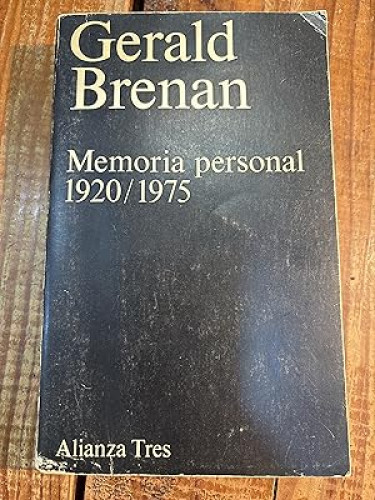 Gerald
Brenan
Memoria personal
1920/1975
Alianza Tres